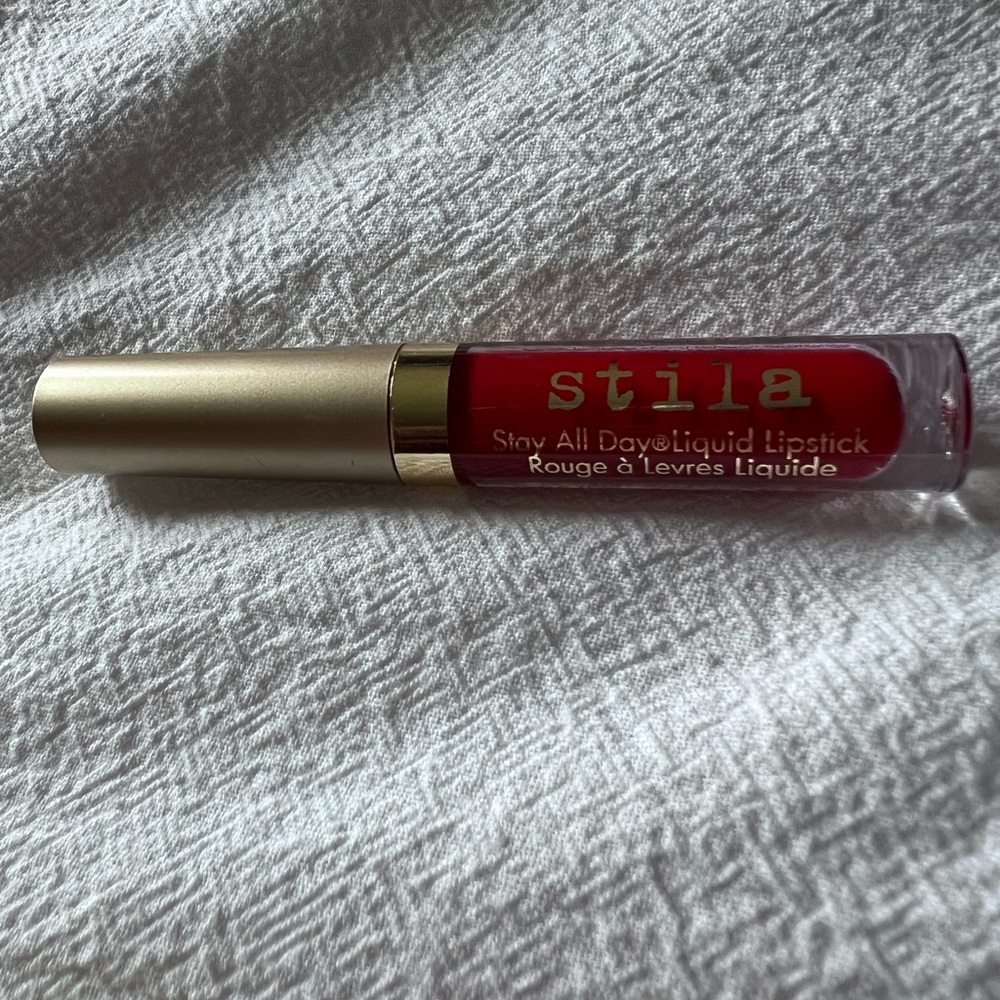 stila
Stay All Day®Liquid Lipstick
Rouge à Levres Liquide